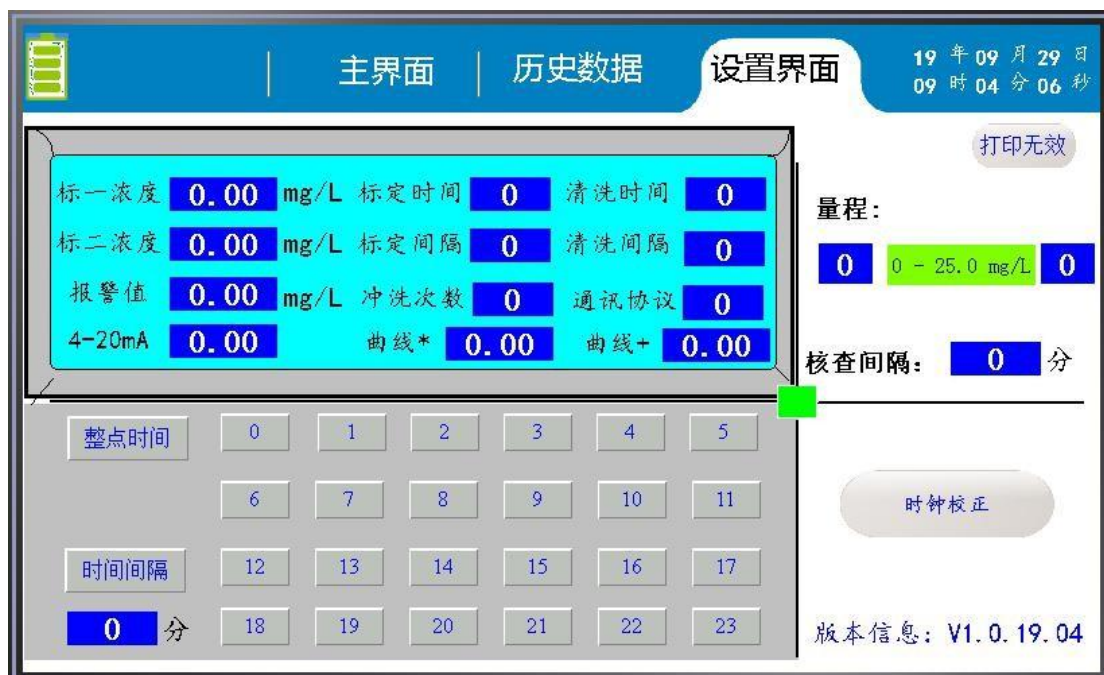 主界面 历史数据 设置界面 19 年 09 月 29 日
09 时 04 分 06 秒
打印无效
标一浓度 0.00 mg/L 标定时间 0 清洗时间 0
标二浓度 0.00 mg/L 标定间隔 0 清洗间隔 0
报警值 0.00 mg/L 冲洗次数 0 通讯协议 0
4-20mA 0.00 曲线* 0.00 曲线+ 0.00
量程:
0 0 - 25.0 mg/L 0
核查间隔: 0 分
整点时间 0 1 2 3 4 5
6 7 8 9 10 11
时间间隔 12 13 14 15 16 17
0 分 18 19 20 21 22 23
时钟校正
版本信息: V1.0.19.04